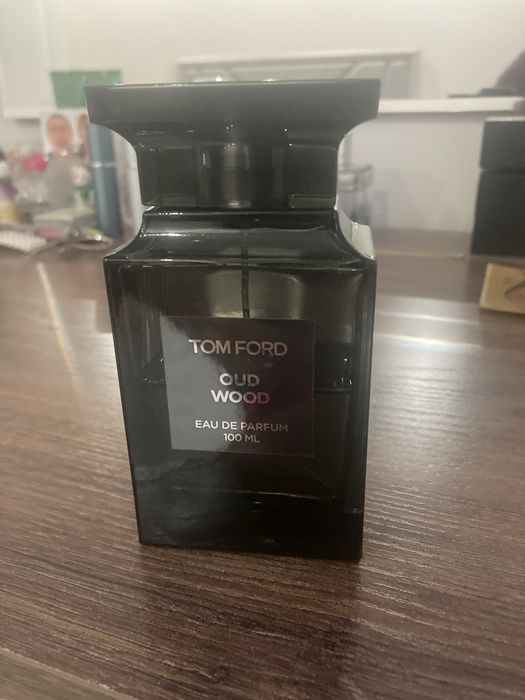 TOM FORD
OUD
WOOD
EAU DE PARFUM
100 ML